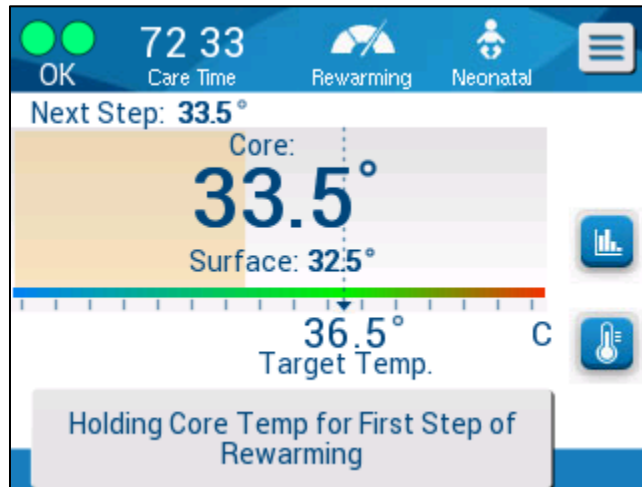 OK
72 33
Care Time
Rewarming
Neonatal
Next Step: 33.5°
Core:
33.5°
Surface: 32.5°
36.5° C
Target Temp.
Holding Core Temp for First Step of
Rewarming